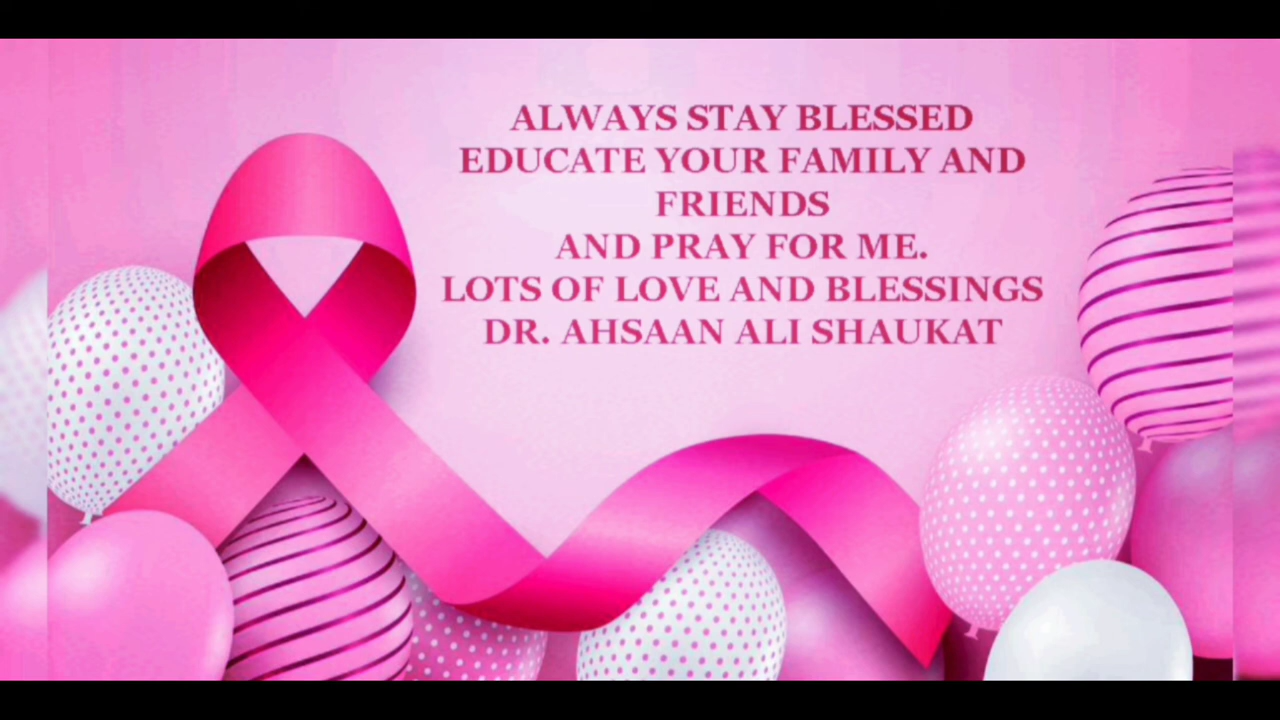 ALWAYS STAY BLESSED
EDUCATE YOUR FAMILY AND
FRIENDS
AND PRAY FOR ME.
LOTS OF LOVE AND BLESSINGS
DR. AHSAAN ALI SHAUKAT